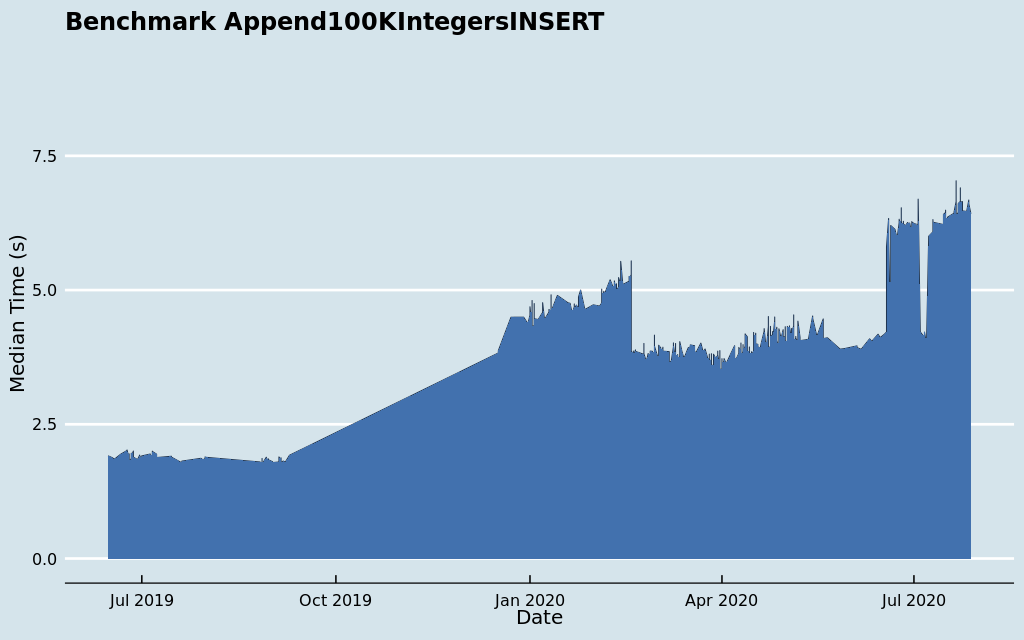 Benchmark Append100KIntegersINSERT
Median Time (s)
7.5
5.0
2.5
0.0
Jul 2019
Oct 2019
Jan 2020
Apr 2020
Jul 2020
Date